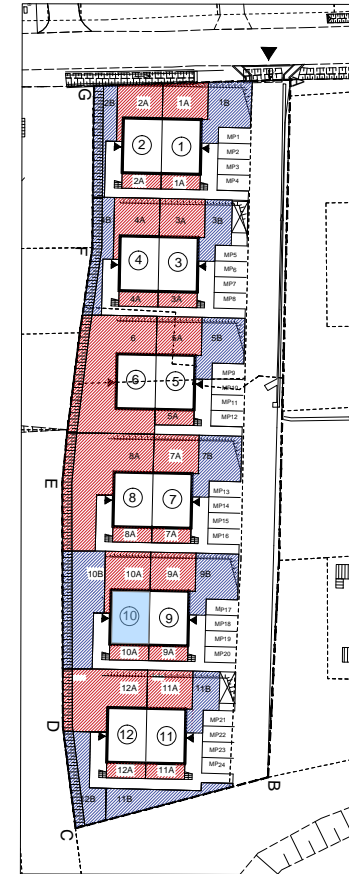 G
2B 2A 1A 1B
2 1
MP1
MP2
MP3
MP4
2A 1A
4A 3A 3B
F
4 3
MP5
MP6
MP7
MP8
4A 3A
6 5A 5B
6 5
MP9
MP10
MP11
MP12
5A
8A 7A 7B
E
8 7
MP13
MP14
MP15
MP16
8A 7A
10B 10A 9A 9B
10 9
MP17
MP18
MP19
MP20
10A 9A
12A 11A 11B
D
12 11
MP21
MP22
MP23
MP24
12A 11A
B
11B
C